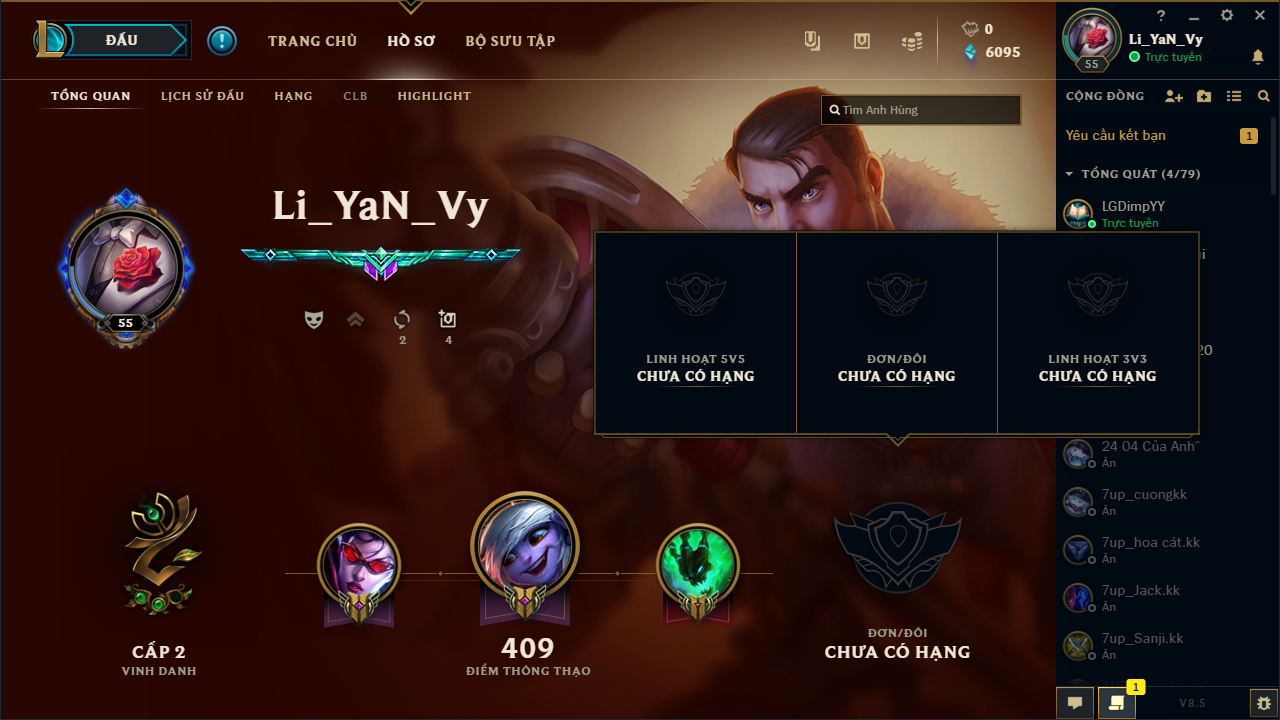 ĐẤU
TRANG CHỦ
HỒ SƠ
BỘ SƯU TẬP
0
6095
?
Li_YaN_Vy
Trực tuyến
55
TỔNG QUAN
LỊCH SỬ ĐẤU
HẠNG
CLB
HIGHLIGHT
Tìm Anh Hùng
CỘNG ĐỒNG
Yêu cầu kết bạn
1
TỔNG QUÁT (4/79)
LGDimpYY
Trực tuyến
Li_YaN_Vy
55
2
4
LINH HOẠT 5V5
CHƯA CÓ HẠNG
ĐƠN/ĐÔI
CHƯA CÓ HẠNG
LINH HOẠT 3V3
CHƯA CÓ HẠNG
24 04 Của Anhˆ
Ẩn
7up_cuongkk
Ẩn
7up_hoa cát.kk
Ẩn
7up_Jack.kk
Ẩn
7up_Sanji.kk
Ẩn
CẤP 2
VINH DANH
409
ĐIỂM THÔNG THẠO
ĐƠN/ĐÔI
CHƯA CÓ HẠNG
1
V8.5